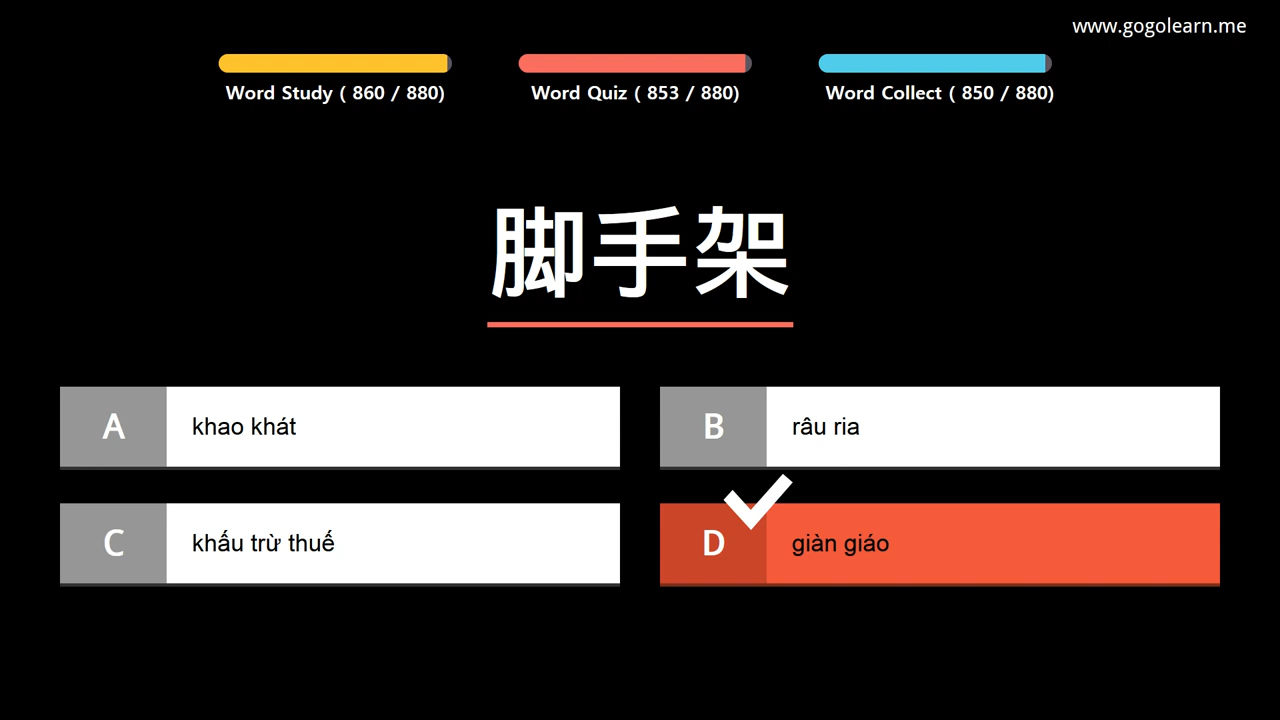 www.gogolearn.me
Word Study ( 860 / 880)
Word Quiz ( 853 / 880)
Word Collect ( 850 / 880)
脚手架
A khao khát
B râu ria
C khấu trừ thuế
D giàn giáo